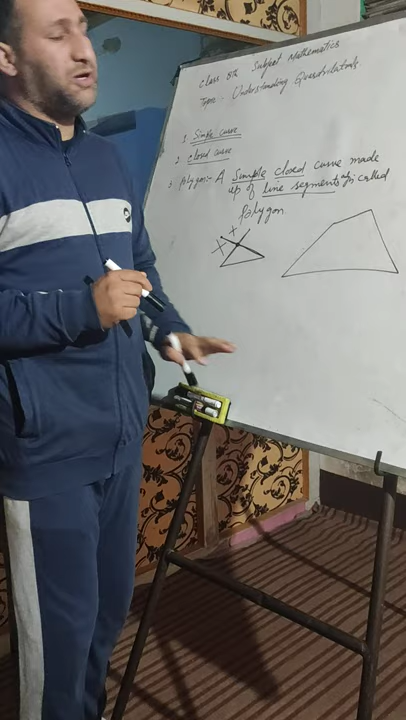 Class 8th Subject Mathematics
Topic:- Understanding Quadrilaterals.
1. Simple curve
2. closed curve
3. Polygon:- A Simple closed curve made
up of line segments is called
Polygon.